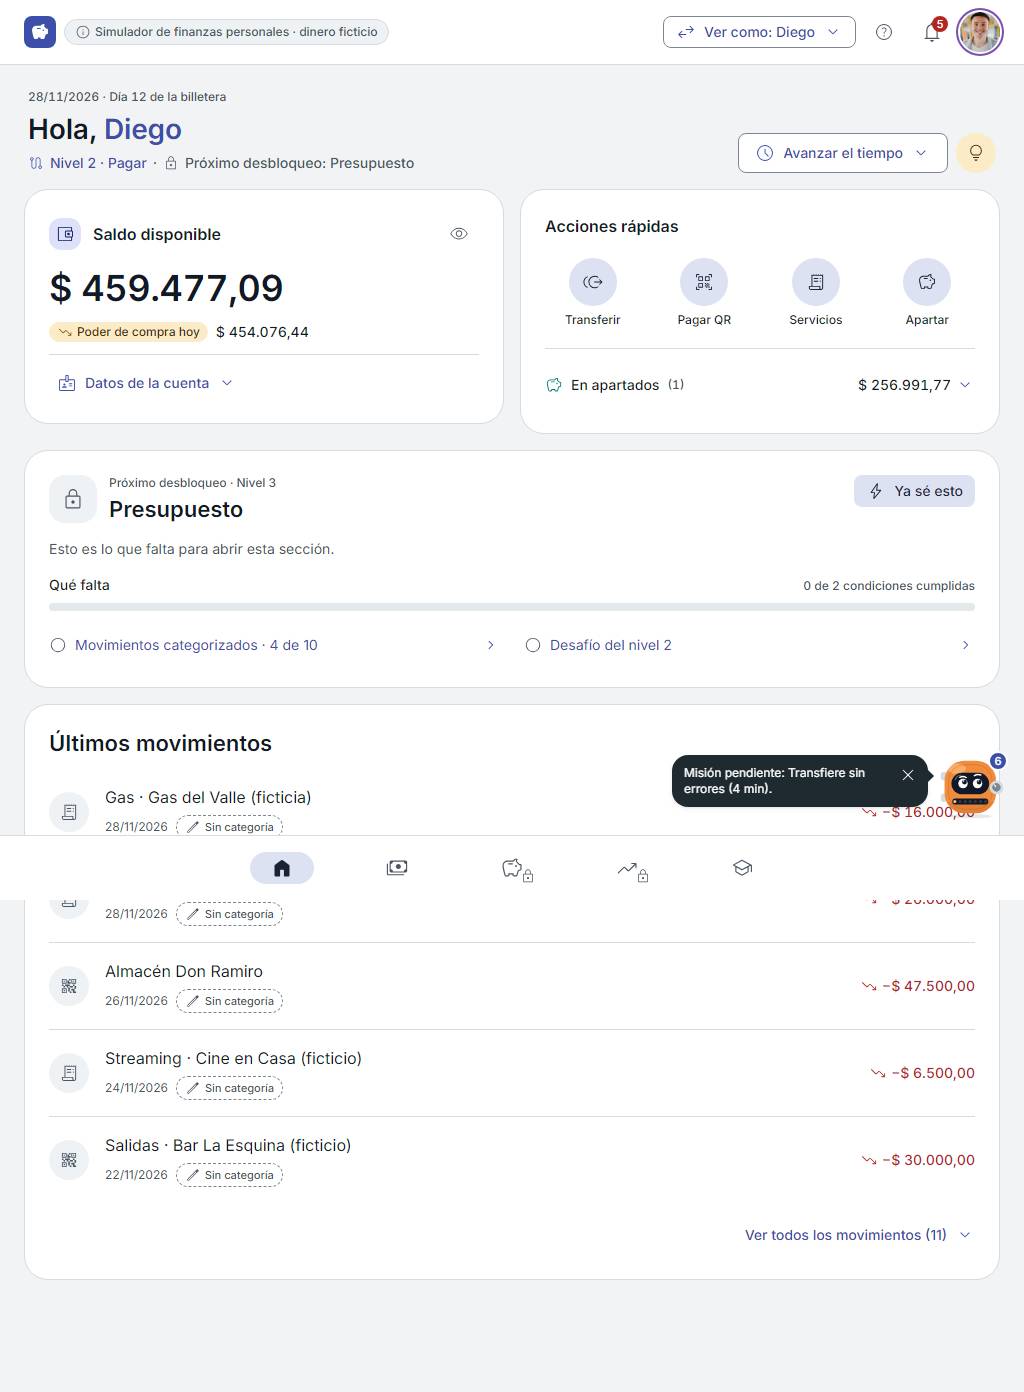 Simulador de finanzas personales · dinero ficticio
Ver como: Diego
5
28/11/2026 · Día 12 de la billetera
Hola, Diego
Nivel 2 · Pagar · Próximo desbloqueo: Presupuesto
Avanzar el tiempo
Saldo disponible
$ 459.477,09
Poder de compra hoy $ 454.076,44
Datos de la cuenta
Acciones rápidas
Transferir
Pagar QR
Servicios
Apartar
En apartados (1)
$ 256.991,77
Próximo desbloqueo · Nivel 3
Presupuesto
Ya sé esto
Esto es lo que falta para abrir esta sección.
Qué falta
0 de 2 condiciones cumplidas
Movimientos categorizados · 4 de 10
Desafío del nivel 2
Últimos movimientos
Misión pendiente: Transfiere sin
errores (4 min).
6
Gas · Gas del Valle (ficticia)
28/11/2026 Sin categoría
−$ 16.000,00
28/11/2026 Sin categoría
Almacén Don Ramiro
26/11/2026 Sin categoría
−$ 47.500,00
Streaming · Cine en Casa (ficticio)
24/11/2026 Sin categoría
−$ 6.500,00
Salidas · Bar La Esquina (ficticio)
22/11/2026 Sin categoría
−$ 30.000,00
Ver todos los movimientos (11)